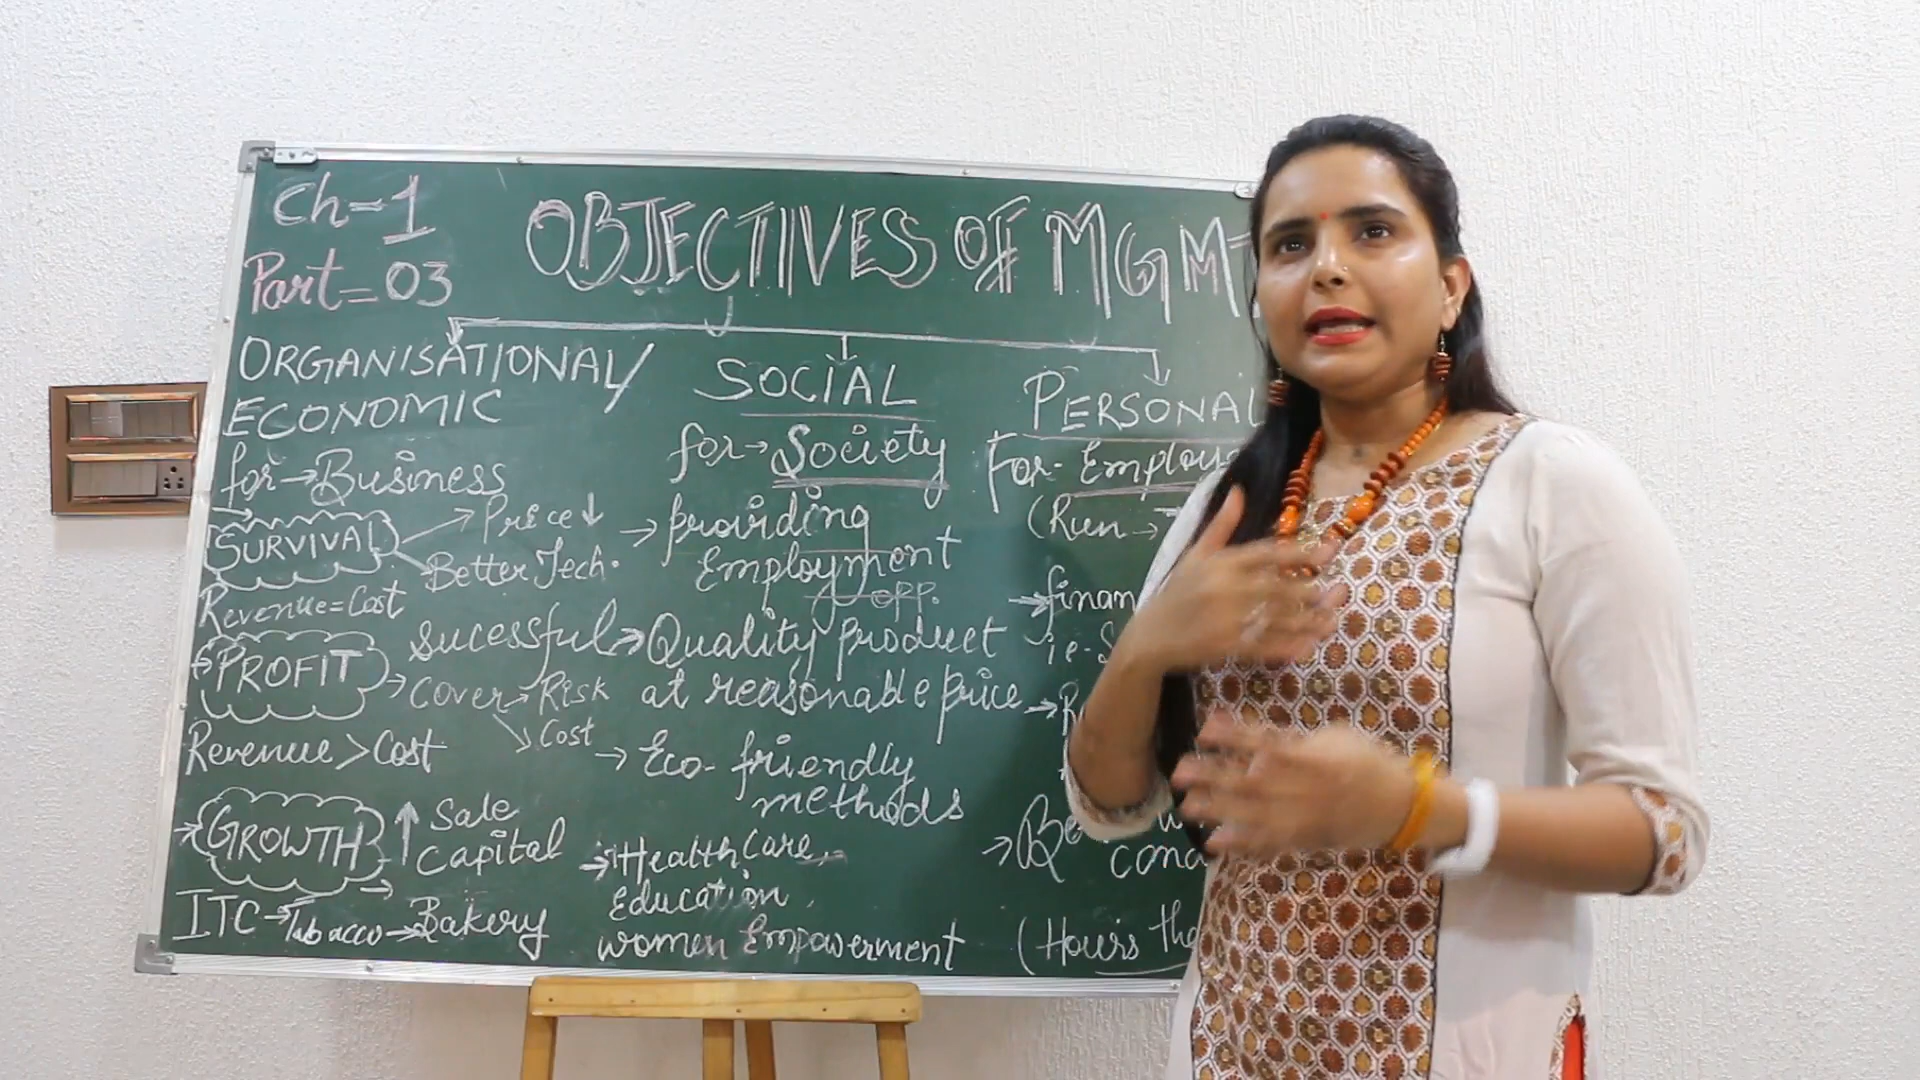 Ch-1
Part-03
OBJECTIVES OF MGMT
ORGANISATIONAL/
ECONOMIC
for→Business
SURVIVAL
Price↓
Better Tech.
Revenue=Cost
→PROFIT
sucessful
→Cover→Risk
Cost
Revenue>Cost
→GROWTH
↑Sale
Capital
ITC→Tabacco→Bakery
SOCIAL
for→Society
→providing
Employment
opp.
→Quality product
at reasonable price
→Eco-friendly
methods
→Health Care,
Education,
women Empowerment
PERSONAL
For-
(Run→
→
i.e-
→
→
(Hours